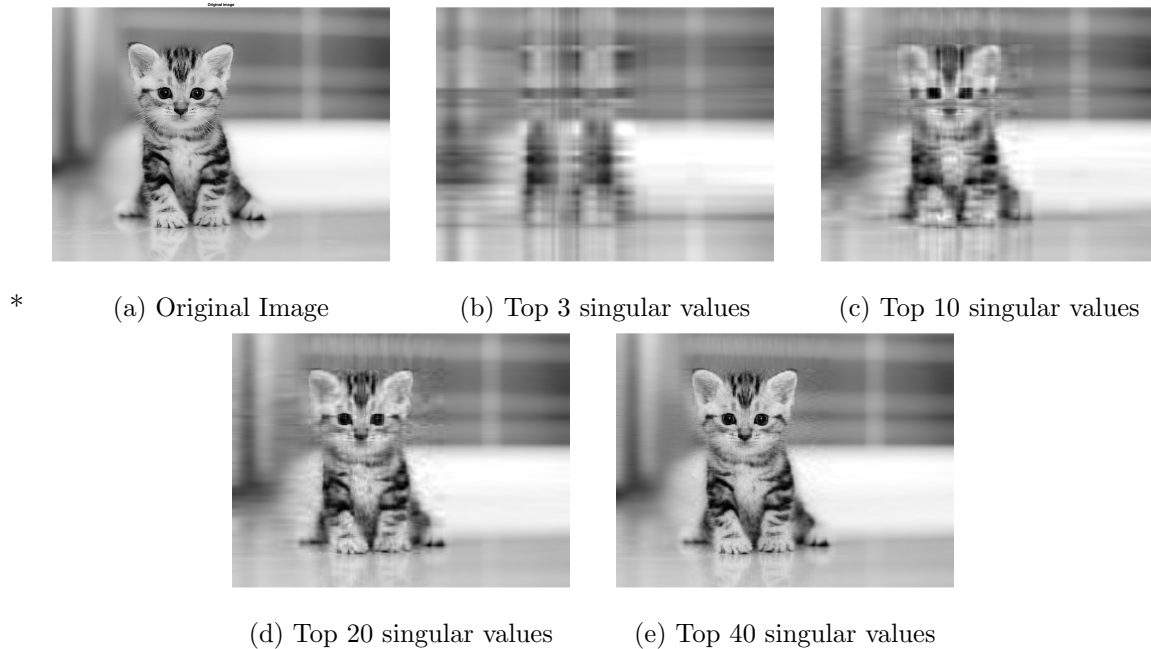 Original Image
* (a) Original Image (b) Top 3 singular values (c) Top 10 singular values
(d) Top 20 singular values (e) Top 40 singular values